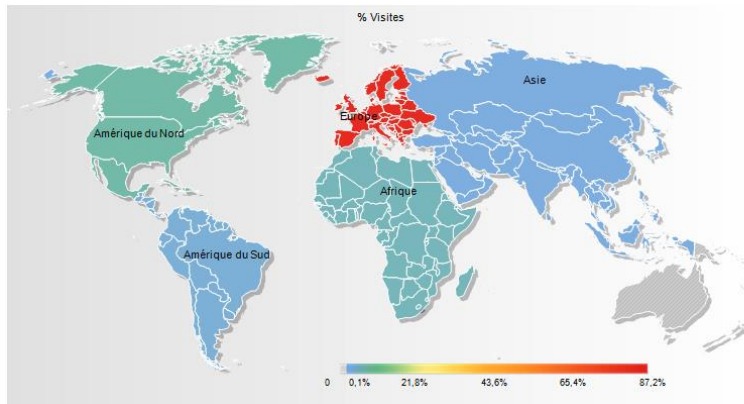 % Visites
Asie
Europe
Amérique du Nord
Afrique
Amérique du Sud
0 0,1% 21,8% 43,6% 65,4% 87,2%